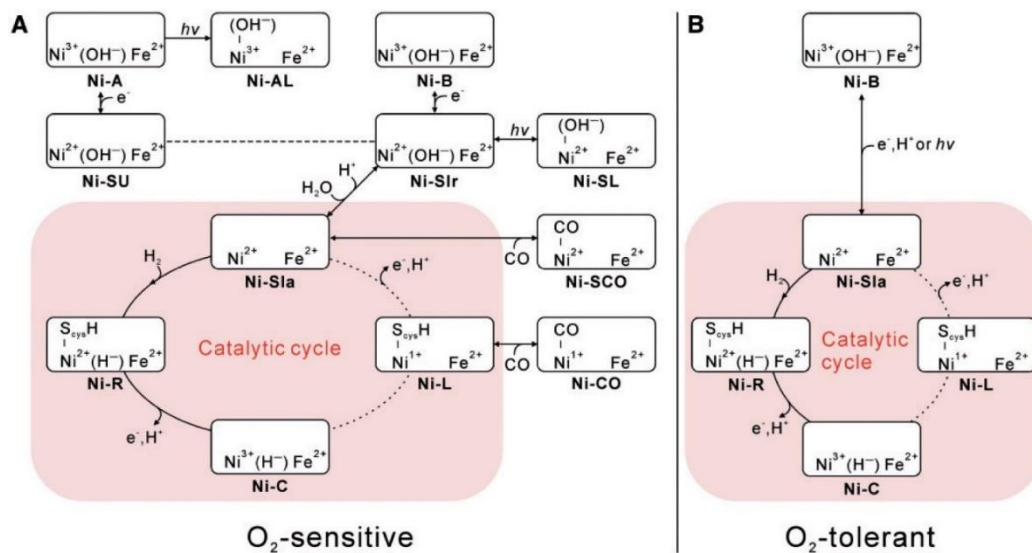 A
Ni³⁺(OH⁻) Fe²⁺
Ni-A
hν
(OH⁻)
Ni³⁺ Fe²⁺
Ni-AL
Ni³⁺(OH⁻) Fe²⁺
Ni-B
e⁻
e⁻
Ni²⁺(OH⁻) Fe²⁺
Ni-SU
Ni²⁺(OH⁻) Fe²⁺
Ni-SIr
hν
(OH⁻)
Ni²⁺ Fe²⁺
Ni-SL
H₂O
H⁺
Ni²⁺ Fe²⁺
Ni-SIa
CO
CO
Ni²⁺ Fe²⁺
Ni-SCO
H₂
e⁻,H⁺
S_cysH
Ni²⁺(H⁻) Fe²⁺
Ni-R
Catalytic cycle
S_cysH
Ni¹⁺ Fe²⁺
Ni-L
CO
CO
Ni¹⁺ Fe²⁺
Ni-CO
e⁻,H⁺
Ni³⁺(H⁻) Fe²⁺
Ni-C
O₂-sensitive
B
Ni³⁺(OH⁻) Fe²⁺
Ni-B
e⁻,H⁺ or hν
Ni²⁺ Fe²⁺
Ni-SIa
H₂
e⁻,H⁺
S_cysH
Ni²⁺(H⁻) Fe²⁺
Ni-R
Catalytic
cycle
S_cysH
Ni¹⁺ Fe²⁺
Ni-L
e⁻,H⁺
Ni³⁺(H⁻) Fe²⁺
Ni-C
O₂-tolerant